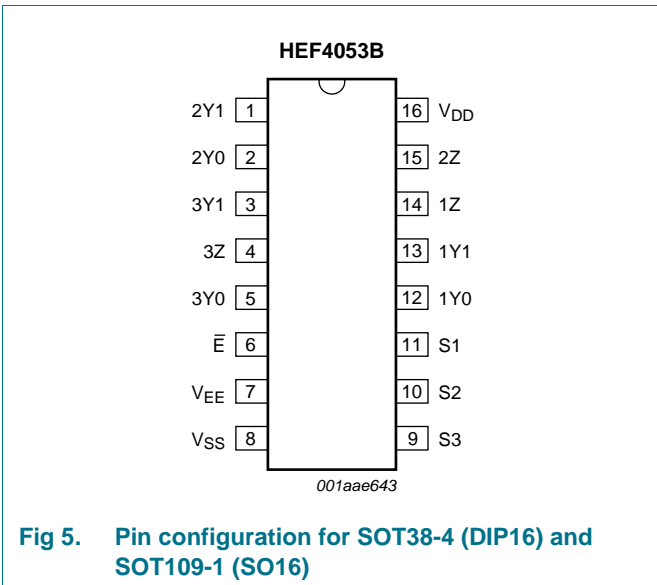 HEF4053B
2Y1 1 16 VDD
2Y0 2 15 2Z
3Y1 3 14 1Z
3Z 4 13 1Y1
3Y0 5 12 1Y0
E̅ 6 11 S1
VEE 7 10 S2
VSS 8 9 S3
001aae643
Fig 5. Pin configuration for SOT38-4 (DIP16) and
SOT109-1 (SO16)